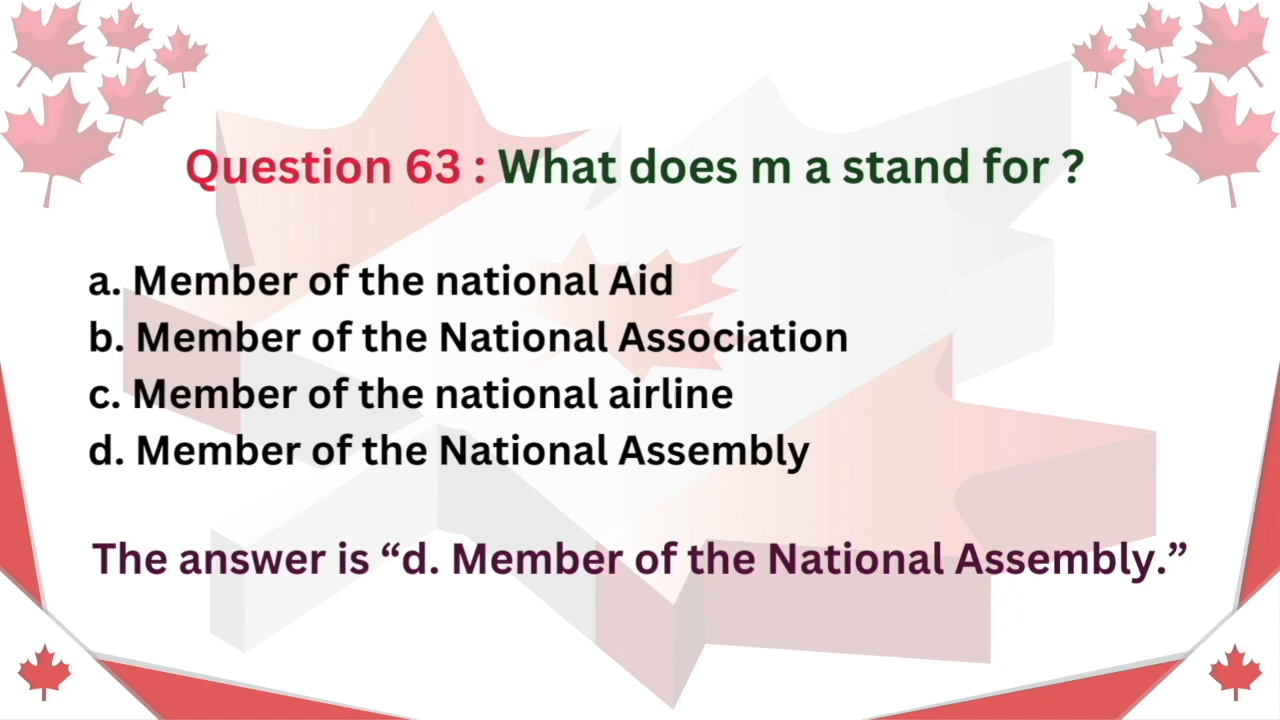 Question 63 : What does m a stand for ?
a. Member of the national Aid
b. Member of the National Association
c. Member of the national airline
d. Member of the National Assembly
The answer is “d. Member of the National Assembly.”